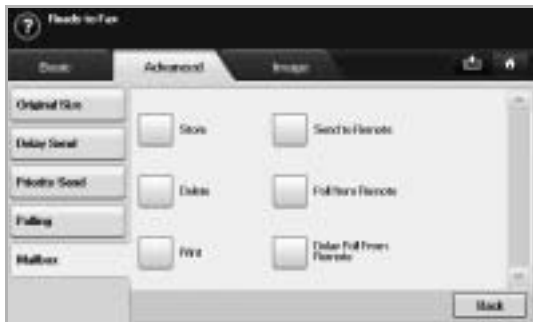 Ready to Fax
Basic
Advanced
Image
Original Size
Delay Send
Priority Send
Polling
Mailbox
Store
Send to Remote
Delete
Poll from Remote
Print
Delay Poll From
Remote
Back